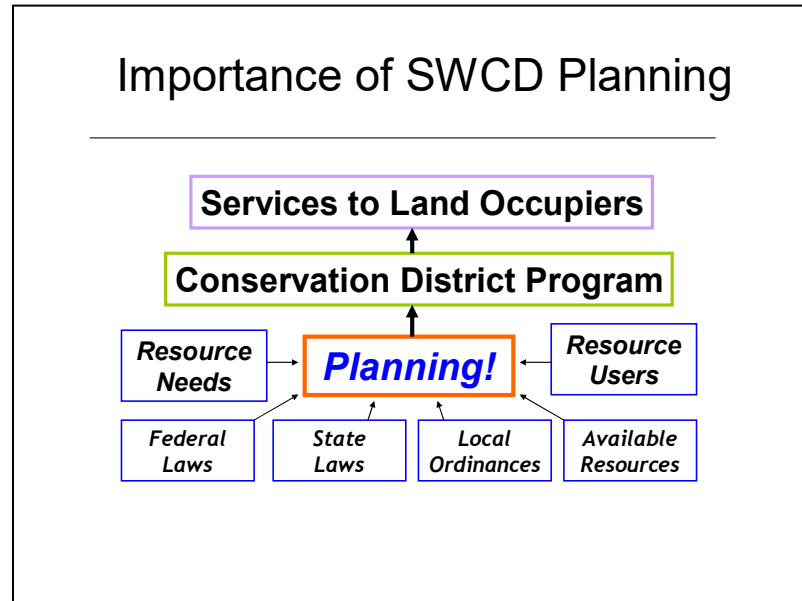 Importance of SWCD Planning
Services to Land Occupiers
Conservation District Program
Resource
Needs
Planning!
Resource
Users
Federal
Laws
State
Laws
Local
Ordinances
Available
Resources